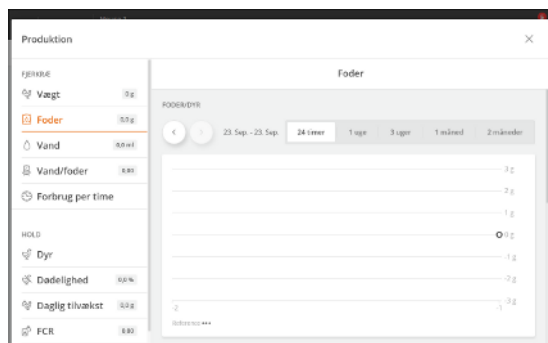 Produktion
FJERKRÆ
Vægt 0 g
Foder 0,0 g
Vand 0,0 ml
Vand/foder 0,00
Forbrug per time
HOLD
Dyr
Dødelighed 0,0 %
Daglig tilvækst 0,0 g
FCR 0,00
Foder
FODER/DYR
23. Sep. - 23. Sep. 24 timer 1 uge 3 uger 1 måned 2 måneder
3 g
2 g
1 g
0 g
-1 g
-2 g
-3 g
-2 -1
Reference •••